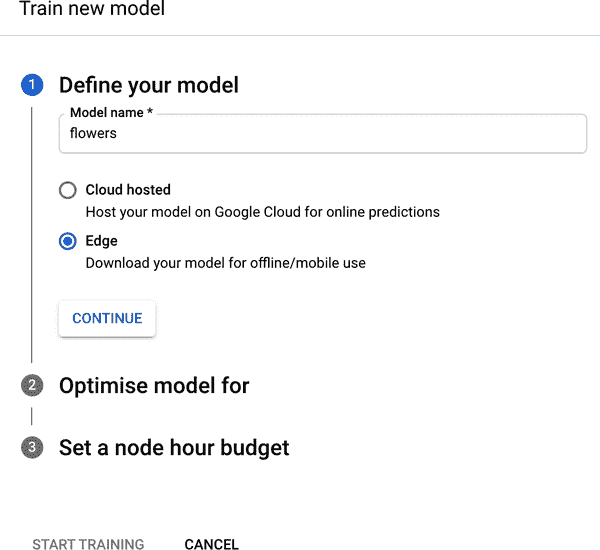 Train new model
1 Define your model
Model name *
flowers
Cloud hosted
Host your model on Google Cloud for online predictions
Edge
Download your model for offline/mobile use
CONTINUE
2 Optimise model for
3 Set a node hour budget
START TRAINING CANCEL